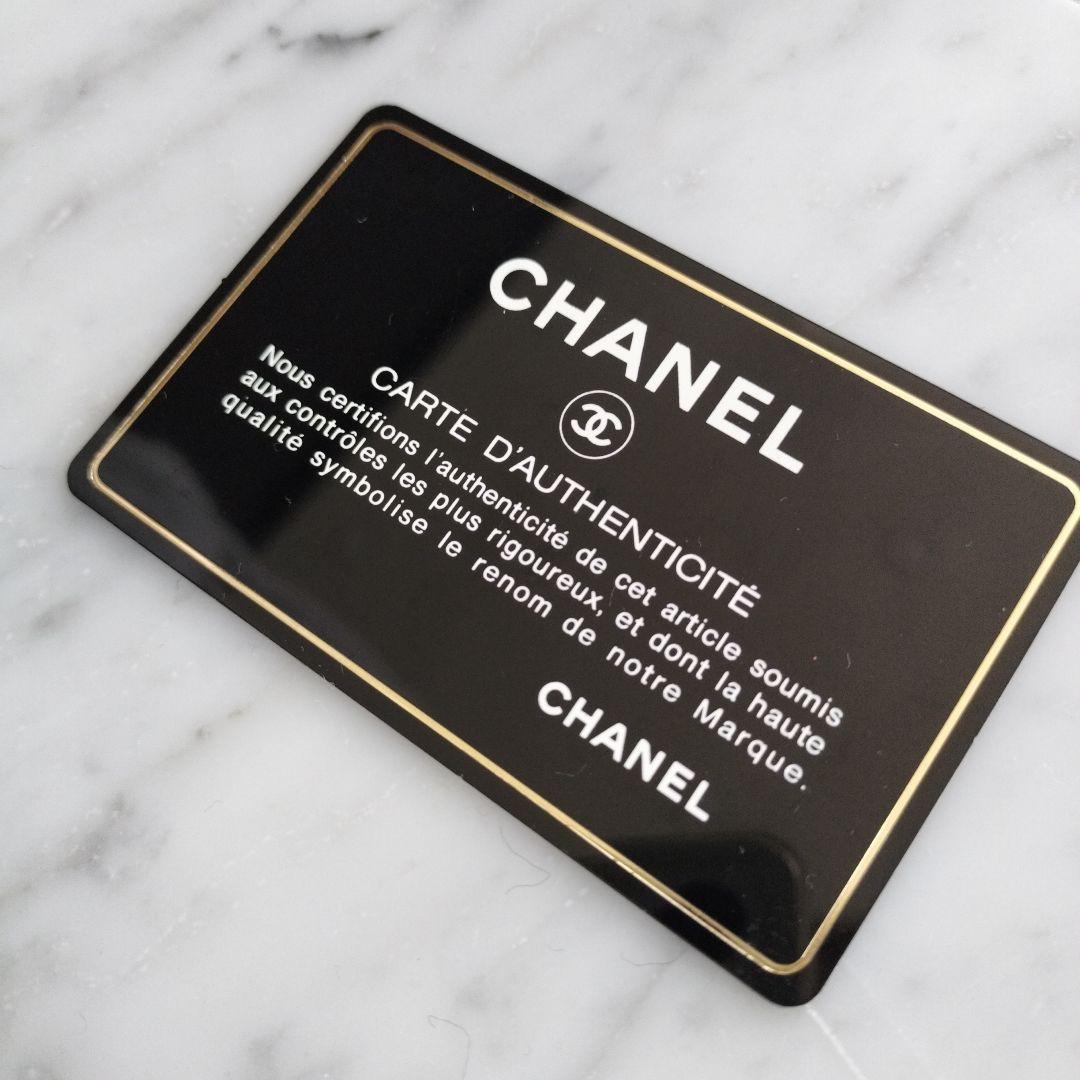 CHANEL
CARTE D'AUTHENTICITÉ
Nous certifions l'authenticité de cet article soumis
aux contrôles les plus rigoureux, et dont la haute
qualité symbolise le renom de notre Marque.
CHANEL